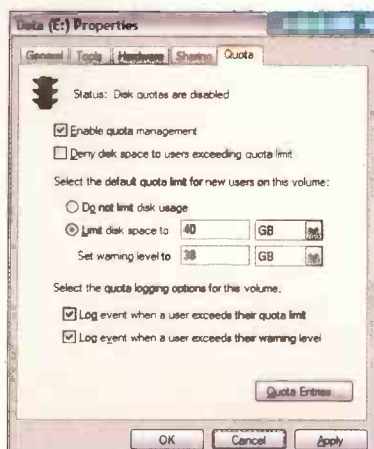 Data (E:) Properties
General Tools Hardware Sharing Quota
Status: Disk quotas are disabled
Enable quota management
Deny disk space to users exceeding quota limit
Select the default quota limit for new users on this volume:
Do not limit disk usage
Limit disk space to 40 GB
Set warning level to 38 GB
Select the quota logging options for this volume.
Log event when a user exceeds their quota limit
Log event when a user exceeds their warning level
Quota Entries...
OK Cancel Apply